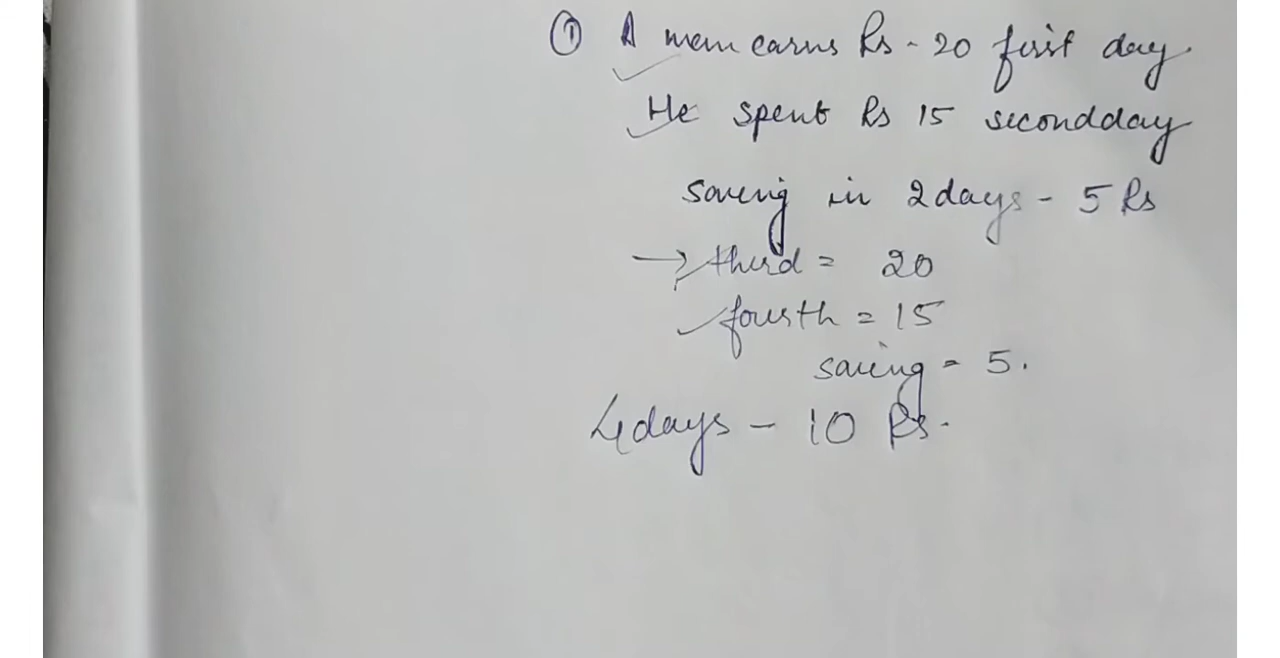 ① A man earns Rs - 20 first day.
He spent Rs 15 secondday
saving in 2days - 5 Rs
→ third = 20
fourth = 15
saving = 5.
4days - 10 Rs.